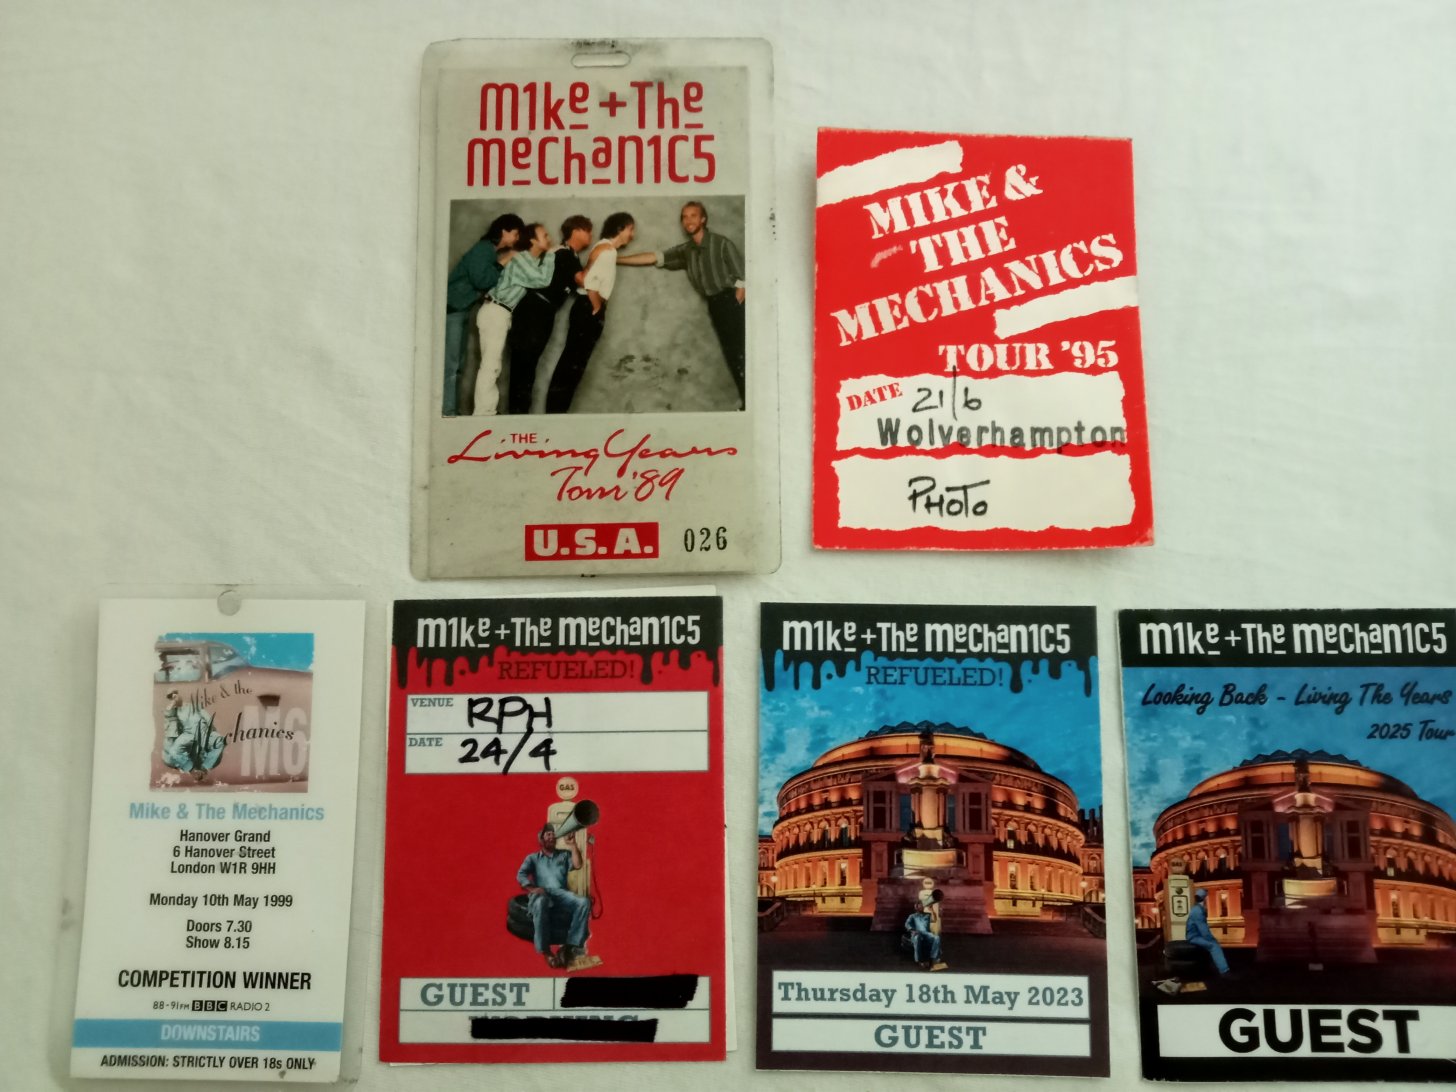 M1ke + The
Mechan1c5
THE
Living Years
Tour '89
U.S.A. 026
MIKE &
THE
MECHANICS
TOUR '95
DATE 21/6
Wolverhampton
PHOTO
Mike & the
Mechanics
M6
Mike & The Mechanics
Hanover Grand
6 Hanover Street
London W1R 9HH
Monday 10th May 1999
Doors 7.30
Show 8.15
COMPETITION WINNER
88-91FM BBC RADIO 2
DOWNSTAIRS
ADMISSION: STRICTLY OVER 18s ONLY
M1ke + The Mechan1c5
REFUELED!
VENUE RPH
DATE 24/4
GAS
GUEST
M1ke + The Mechan1c5
REFUELED!
Thursday 18th May 2023
GUEST
M1ke + The Mechan1c5
Looking Back - Living The Years
2025 Tour
GUEST